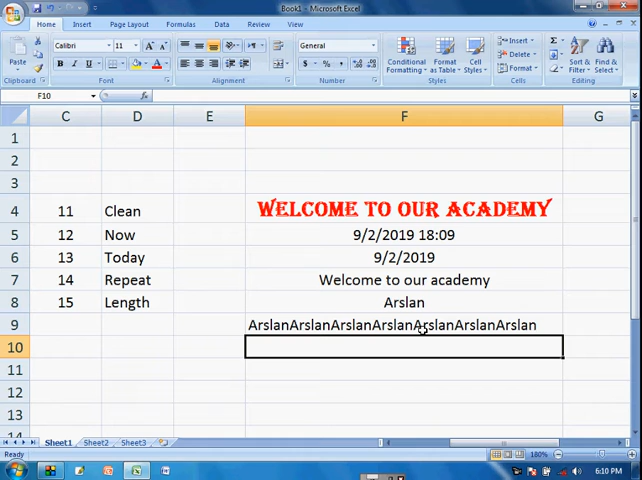 Book1 - Microsoft Excel
Home Insert Page Layout Formulas Data Review View
Paste
Calibri 11 A A
General
Conditional Formatting Format as Table Cell Styles
Insert
Delete
Format
Sort & Filter Find & Select
B I U A $ % ,
Clipboard Font Alignment Number Styles Cells Editing
F10 fx
C D E F G
1
2
3
4 11 Clean WELCOME TO OUR ACADEMY
5 12 Now 9/2/2019 18:09
6 13 Today 9/2/2019
7 14 Repeat Welcome to our academy
8 15 Length Arslan
9 ArslanArslanArslanArslanArslanArslanArslan
10
11
12
13
14
Sheet1 Sheet2 Sheet3
Ready 180%
6:10 PM